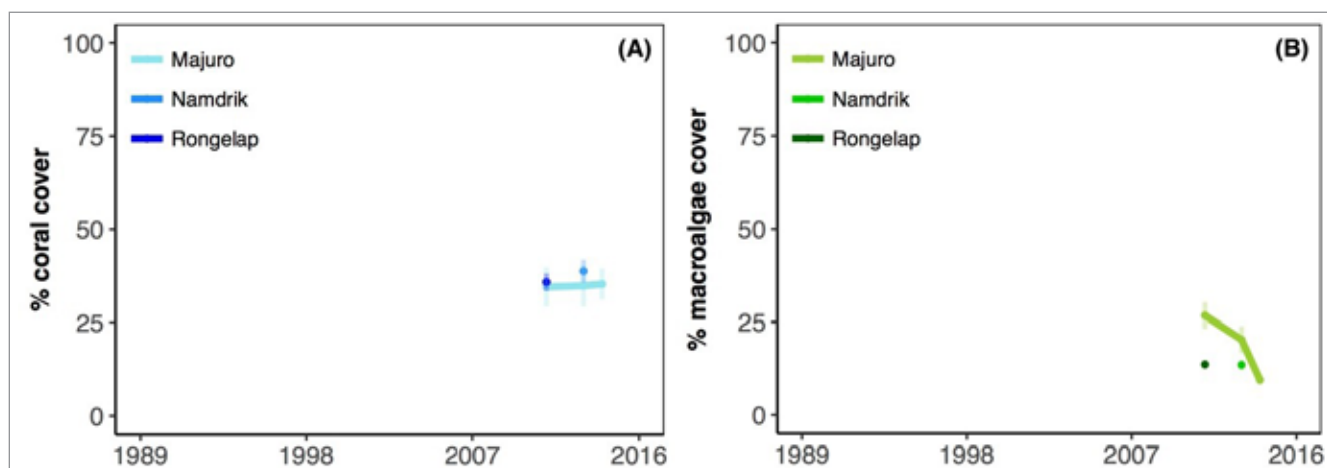 % coral cover
100
75
50
25
0
1989 1998 2007 2016
Majuro
Namdrik
Rongelap
(A)
% macroalgae cover
100
75
50
25
0
1989 1998 2007 2016
Majuro
Namdrik
Rongelap
(B)